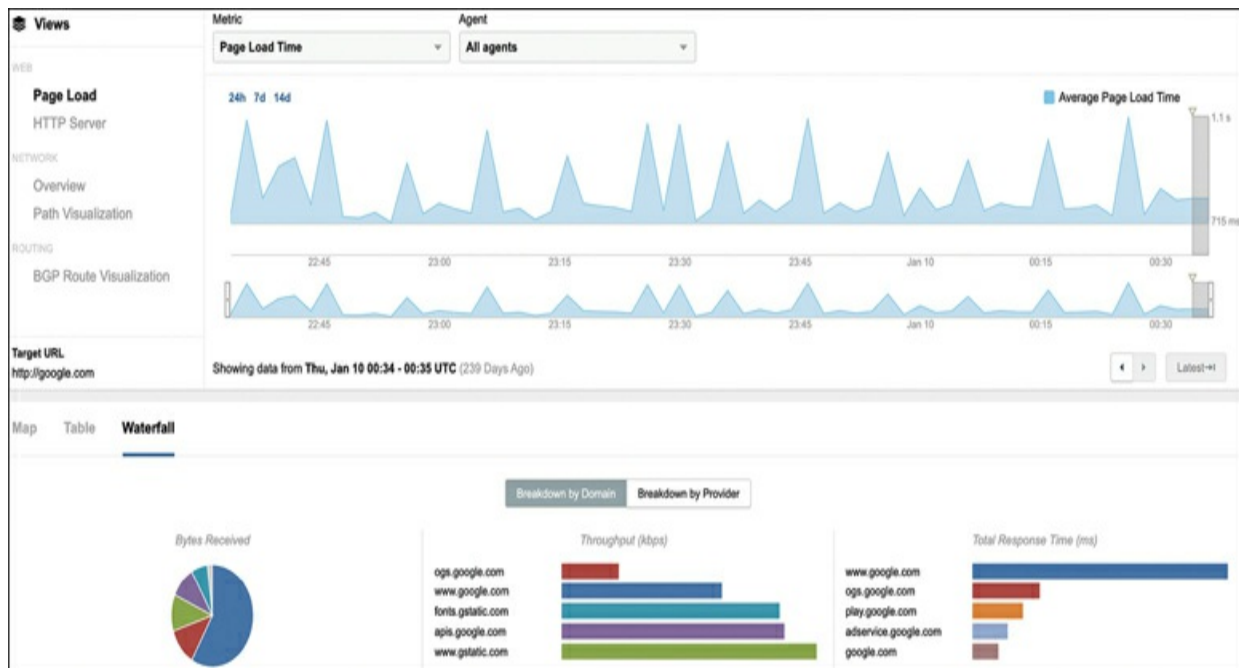 Views
Metric
Agent
Page Load Time
All agents
WEB
Page Load
HTTP Server
NETWORK
Overview
Path Visualization
ROUTING
BGP Route Visualization
Target URL
http://google.com
24h 7d 14d
Average Page Load Time
1.1 s
715 ms
22:45 23:00 23:15 23:30 23:45 Jan 10 00:15 00:30
22:45 23:00 23:15 23:30 23:45 Jan 10 00:15 00:30
Showing data from Thu, Jan 10 00:34 - 00:35 UTC (239 Days Ago)
Latest
Map Table Waterfall
Breakdown by Domain Breakdown by Provider
Bytes Received
Throughput (kbps)
ogs.google.com
www.google.com
fonts.gstatic.com
apis.google.com
www.gstatic.com
Total Response Time (ms)
www.google.com
ogs.google.com
play.google.com
adservice.google.com
google.com